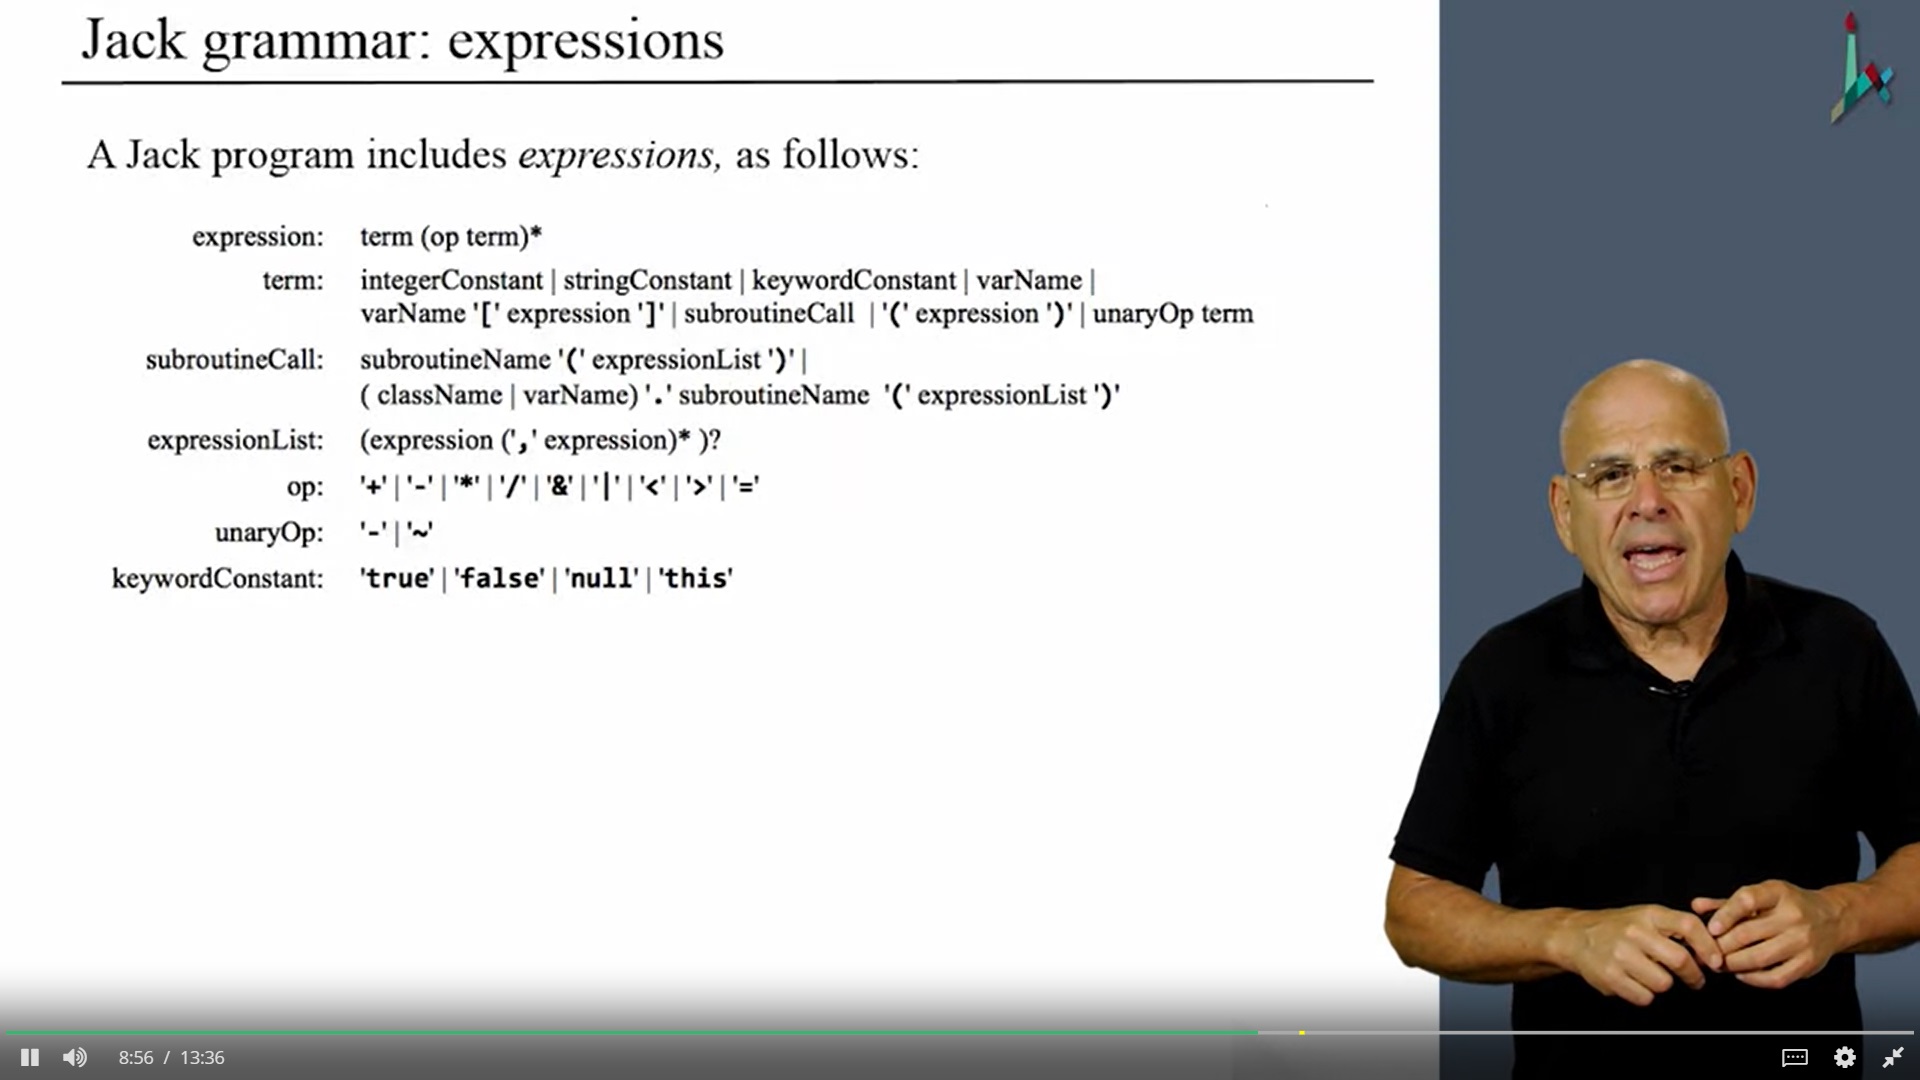 Jack grammar: expressions
A Jack program includes expressions, as follows:
expression: term (op term)*
term: integerConstant | stringConstant | keywordConstant | varName |
varName '[' expression ']' | subroutineCall | '(' expression ')' | unaryOp term
subroutineCall: subroutineName '(' expressionList ')' |
( className | varName) '.' subroutineName '(' expressionList ')'
expressionList: (expression (',' expression)* )?
op: '+' | '-' | '*' | '/' | '&' | '|' | '<' | '>' | '='
unaryOp: '-' | '~'
keywordConstant: 'true' | 'false' | 'null' | 'this'
8:56 / 13:36